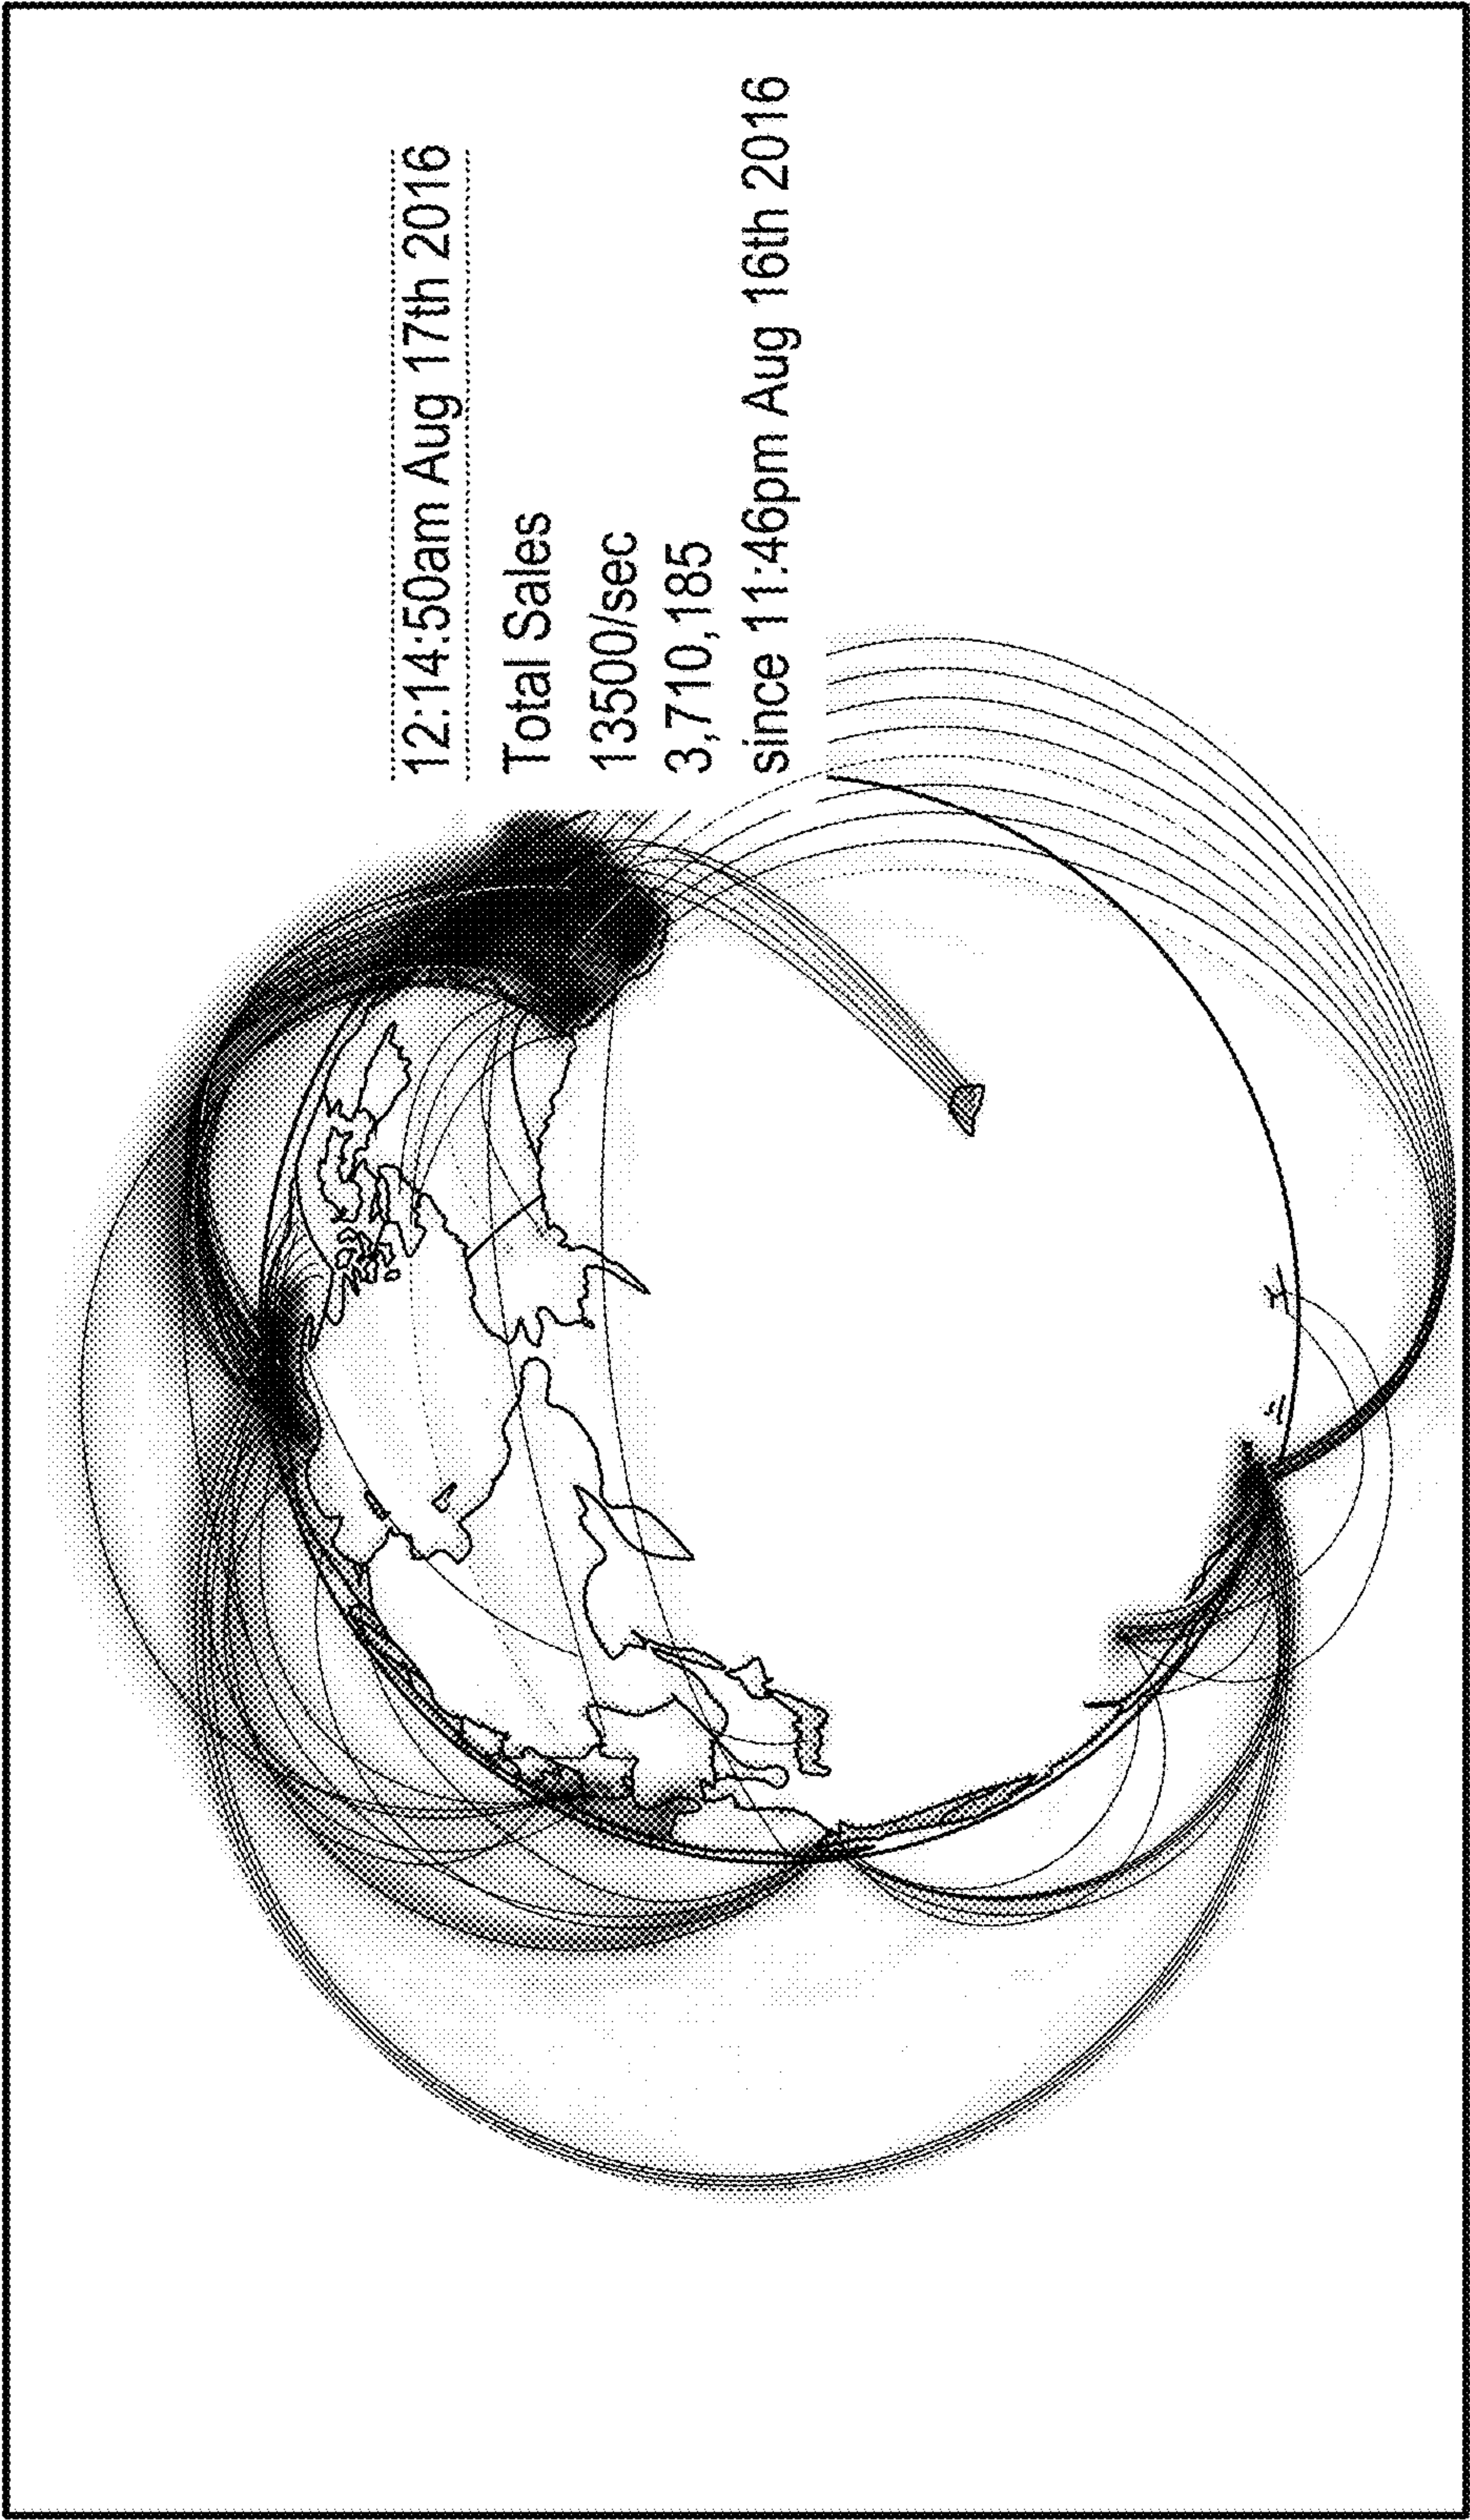 12:14:50am Aug 17th 2016
Total Sales
13500/sec
3,710,185
since 11:46pm Aug 16th 2016